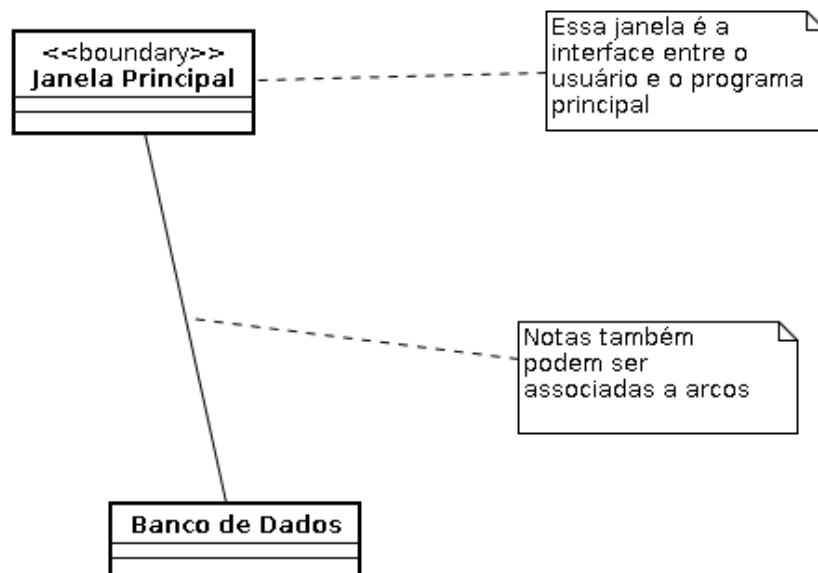 <<boundary>>
Janela Principal
Essa janela é a
interface entre o
usuário e o programa
principal
Notas também
podem ser
associadas a arcos
Banco de Dados